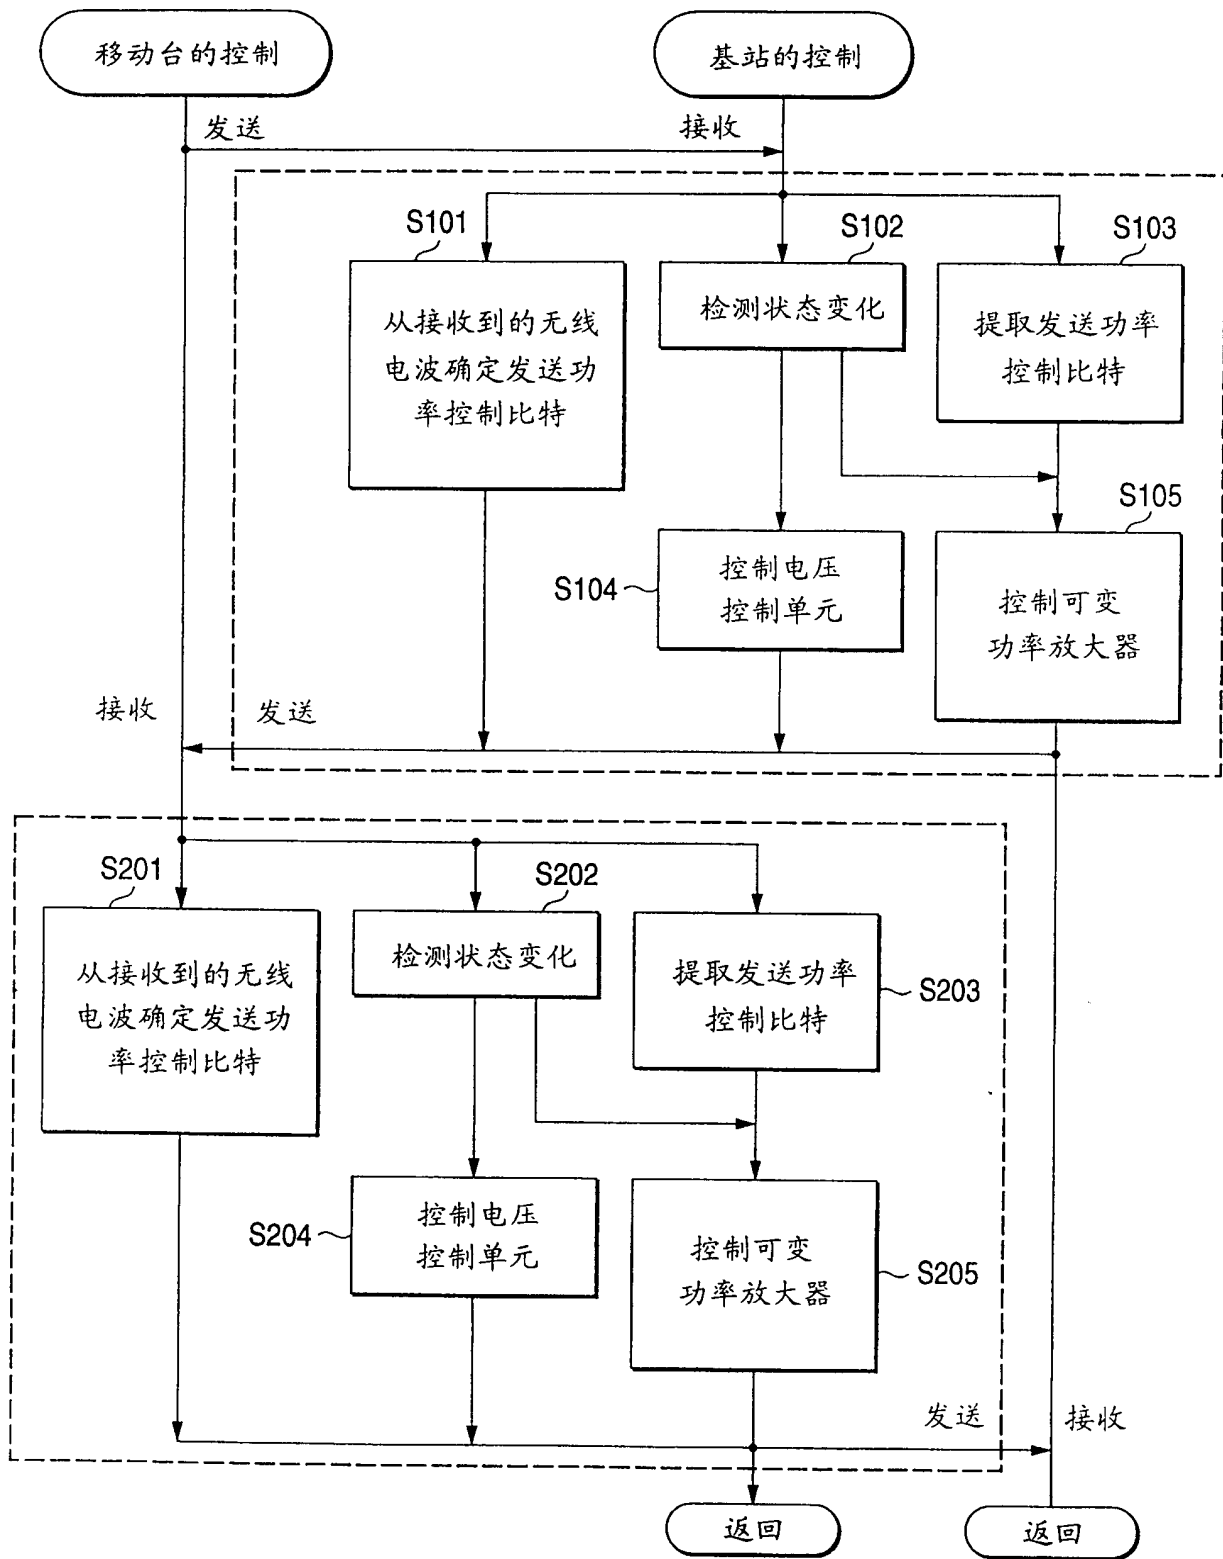 移动台的控制
基站的控制
发送
接收
S101
S102
S103
从接收到的无线
电波确定发送功
率控制比特
检测状态变化
提取发送功率
控制比特
S104
控制电压
控制单元
S105
控制可变
功率放大器
接收
发送
S201
S202
从接收到的无线
电波确定发送功
率控制比特
检测状态变化
提取发送功率
控制比特
S203
S204
控制电压
控制单元
控制可变
功率放大器
S205
发送
接收
返回
返回